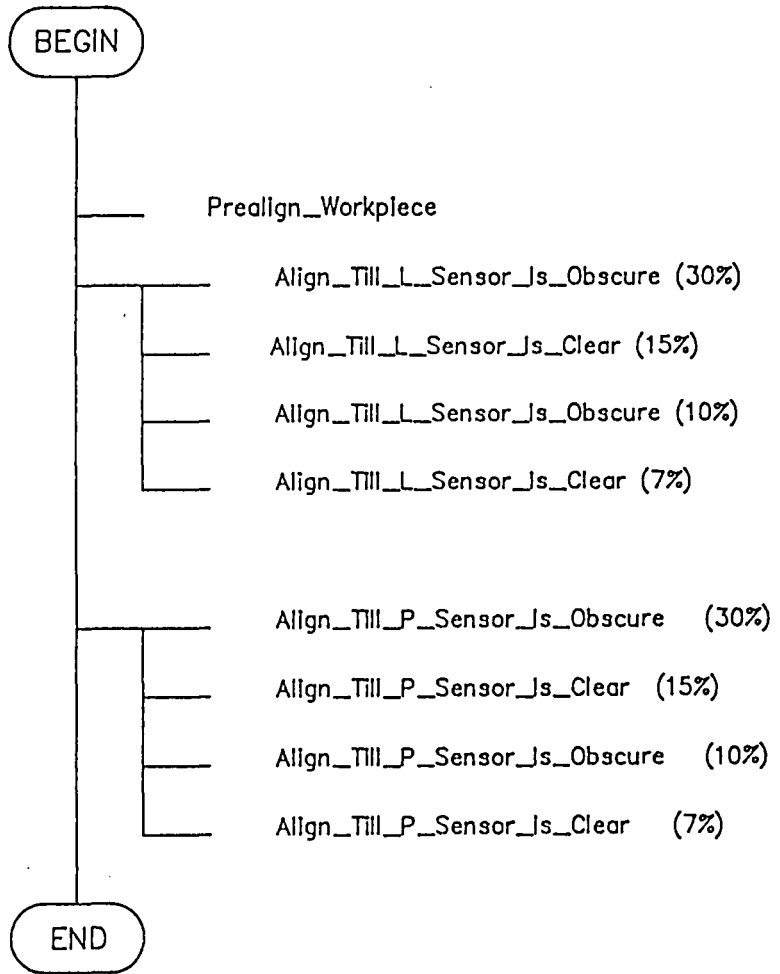 BEGIN
Prealign_Workpiece
Align_Till_L_Sensor_Is_Obscure (30%)
Align_Till_L_Sensor_Is_Clear (15%)
Align_Till_L_Sensor_Is_Obscure (10%)
Align_Till_L_Sensor_Is_Clear (7%)
Align_Till_P_Sensor_Is_Obscure (30%)
Align_Till_P_Sensor_Is_Clear (15%)
Align_Till_P_Sensor_Is_Obscure (10%)
Align_Till_P_Sensor_Is_Clear (7%)
END